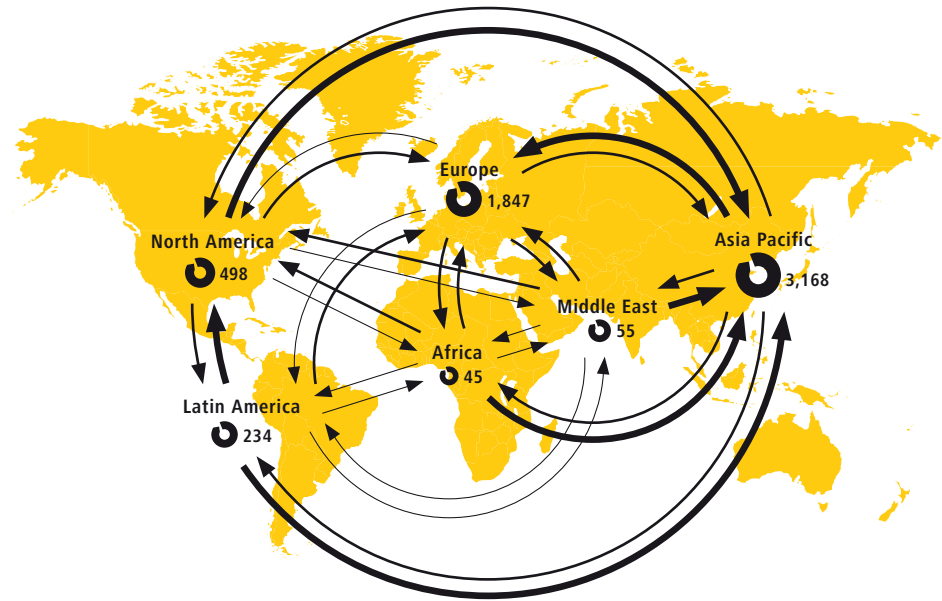 Europe
1,847
North America
498
Asia Pacific
3,168
Middle East
55
Africa
45
Latin America
234